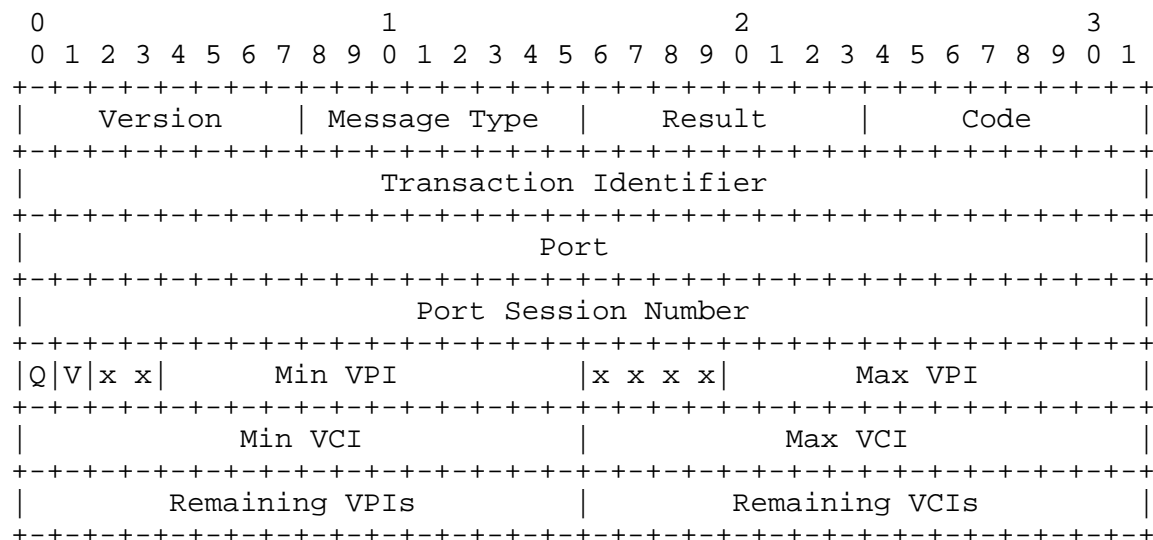 0                   1                   2                   3
 0 1 2 3 4 5 6 7 8 9 0 1 2 3 4 5 6 7 8 9 0 1 2 3 4 5 6 7 8 9 0 1
+-+-+-+-+-+-+-+-+-+-+-+-+-+-+-+-+-+-+-+-+-+-+-+-+-+-+-+-+-+-+-+-+
|    Version    | Message Type  |    Result     |     Code      |
+-+-+-+-+-+-+-+-+-+-+-+-+-+-+-+-+-+-+-+-+-+-+-+-+-+-+-+-+-+-+-+-+
|                    Transaction Identifier                     |
+-+-+-+-+-+-+-+-+-+-+-+-+-+-+-+-+-+-+-+-+-+-+-+-+-+-+-+-+-+-+-+-+
|                             Port                              |
+-+-+-+-+-+-+-+-+-+-+-+-+-+-+-+-+-+-+-+-+-+-+-+-+-+-+-+-+-+-+-+-+
|                      Port Session Number                      |
+-+-+-+-+-+-+-+-+-+-+-+-+-+-+-+-+-+-+-+-+-+-+-+-+-+-+-+-+-+-+-+-+
|Q|V|x x|      Min VPI          |x x x x|       Max VPI         |
+-+-+-+-+-+-+-+-+-+-+-+-+-+-+-+-+-+-+-+-+-+-+-+-+-+-+-+-+-+-+-+-+
|            Min VCI            |           Max VCI             |
+-+-+-+-+-+-+-+-+-+-+-+-+-+-+-+-+-+-+-+-+-+-+-+-+-+-+-+-+-+-+-+-+
|        Remaining VPIs         |        Remaining VCIs         |
+-+-+-+-+-+-+-+-+-+-+-+-+-+-+-+-+-+-+-+-+-+-+-+-+-+-+-+-+-+-+-+-+